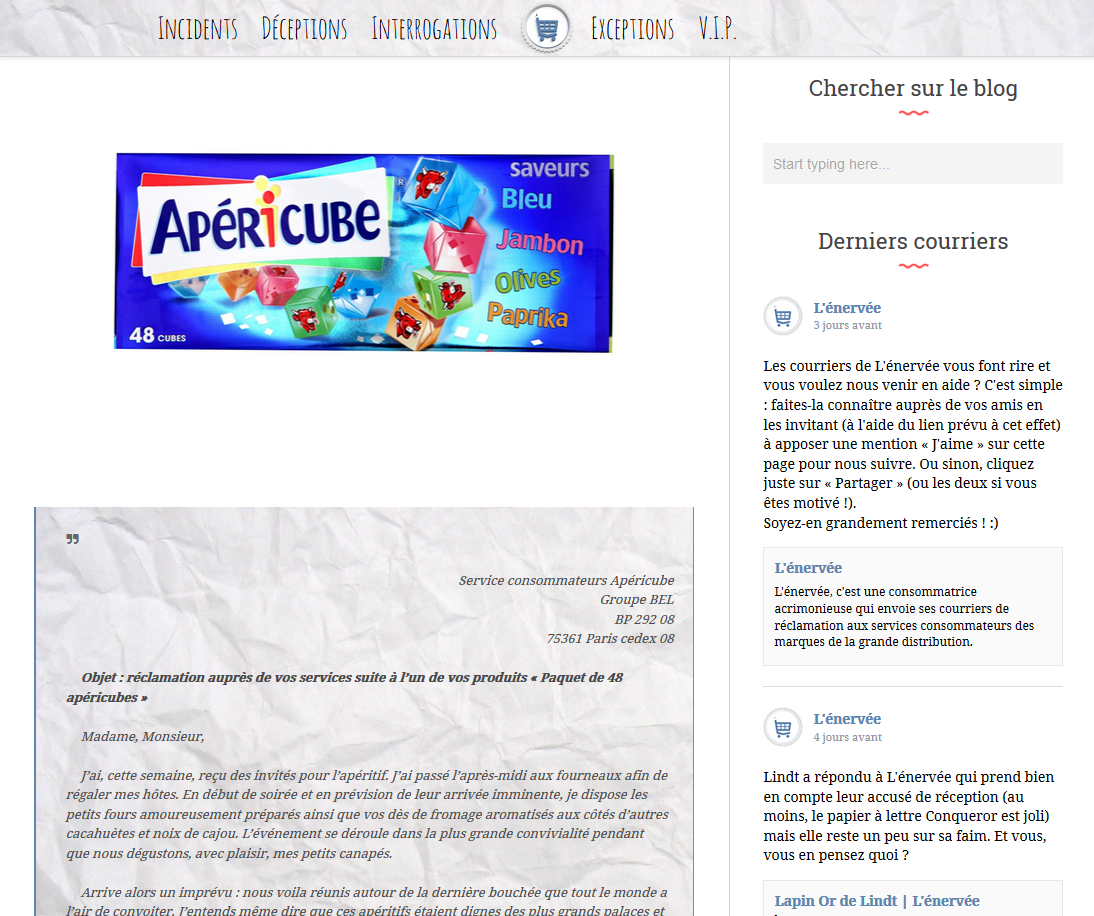 Incidents Déceptions Interrogations Exceptions V.I.P.
APÉRICUBE ®
saveurs
Bleu
Jambon
Olives
Paprika
48 CUBES
Service consommateurs Apéricube
Groupe BEL
BP 292 08
75361 Paris cedex 08
Objet : réclamation auprès de vos services suite à l’un de vos produits « Paquet de 48
apéricubes »
Madame, Monsieur,
J’ai, cette semaine, reçu des invités pour l’apéritif. J’ai passé l’après-midi aux fourneaux afin de
régaler mes hôtes. En début de soirée et en prévision de leur arrivée imminente, je dispose les
petits fours amoureusement préparés ainsi que vos dès de fromage aromatisés aux côtés d’autres
cacahuètes et noix de cajou. L’événement se déroule dans la plus grande convivialité pendant
que nous dégustons, avec plaisir, mes petits canapés.
Arrive alors un imprévu : nous voila réunis autour de la dernière bouchée que tout le monde a
l’air de convoiter. J’entends même dire que ces apéritifs étaient dignes des plus grands palaces et
Chercher sur le blog
Start typing here...
Derniers courriers
L'énervée
3 jours avant
Les courriers de L'énervée vous font rire et
vous voulez nous venir en aide ? C'est simple
: faites-la connaître auprès de vos amis en
les invitant (à l'aide du lien prévu à cet effet)
à apposer une mention « J'aime » sur cette
page pour nous suivre. Ou sinon, cliquez
juste sur « Partager » (ou les deux si vous
êtes motivé !).
Soyez-en grandement remerciés ! :)
L'énervée
L'énervée, c'est une consommatrice
acrimonieuse qui envoie ses courriers de
réclamation aux services consommateurs des
marques de la grande distribution.
L'énervée
4 jours avant
Lindt a répondu à L'énervée qui prend bien
en compte leur accusé de réception (au
moins, le papier à lettre Conqueror est joli)
mais elle reste un peu sur sa faim. Et vous,
vous en pensez quoi ?
Lapin Or de Lindt | L'énervée